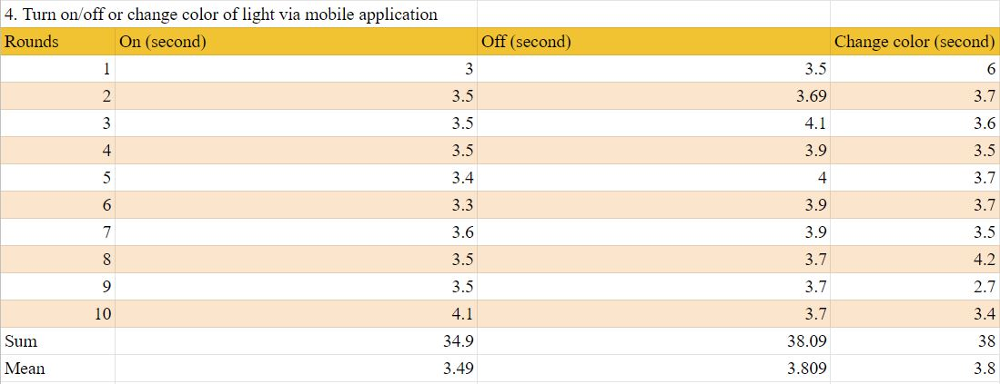 4. Turn on/off or change color of light via mobile application
Rounds On (second) Off (second) Change color (second)
1 3 3.5 6
2 3.5 3.69 3.7
3 3.5 4.1 3.6
4 3.5 3.9 3.5
5 3.4 4 3.7
6 3.3 3.9 3.7
7 3.6 3.9 3.5
8 3.5 3.7 4.2
9 3.5 3.7 2.7
10 4.1 3.7 3.4
Sum 34.9 38.09 38
Mean 3.49 3.809 3.8